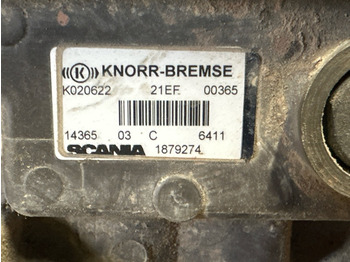 KNORR-BREMSE
K020622 21EF 00365
14365 03 C 6411
SCANIA 1879274